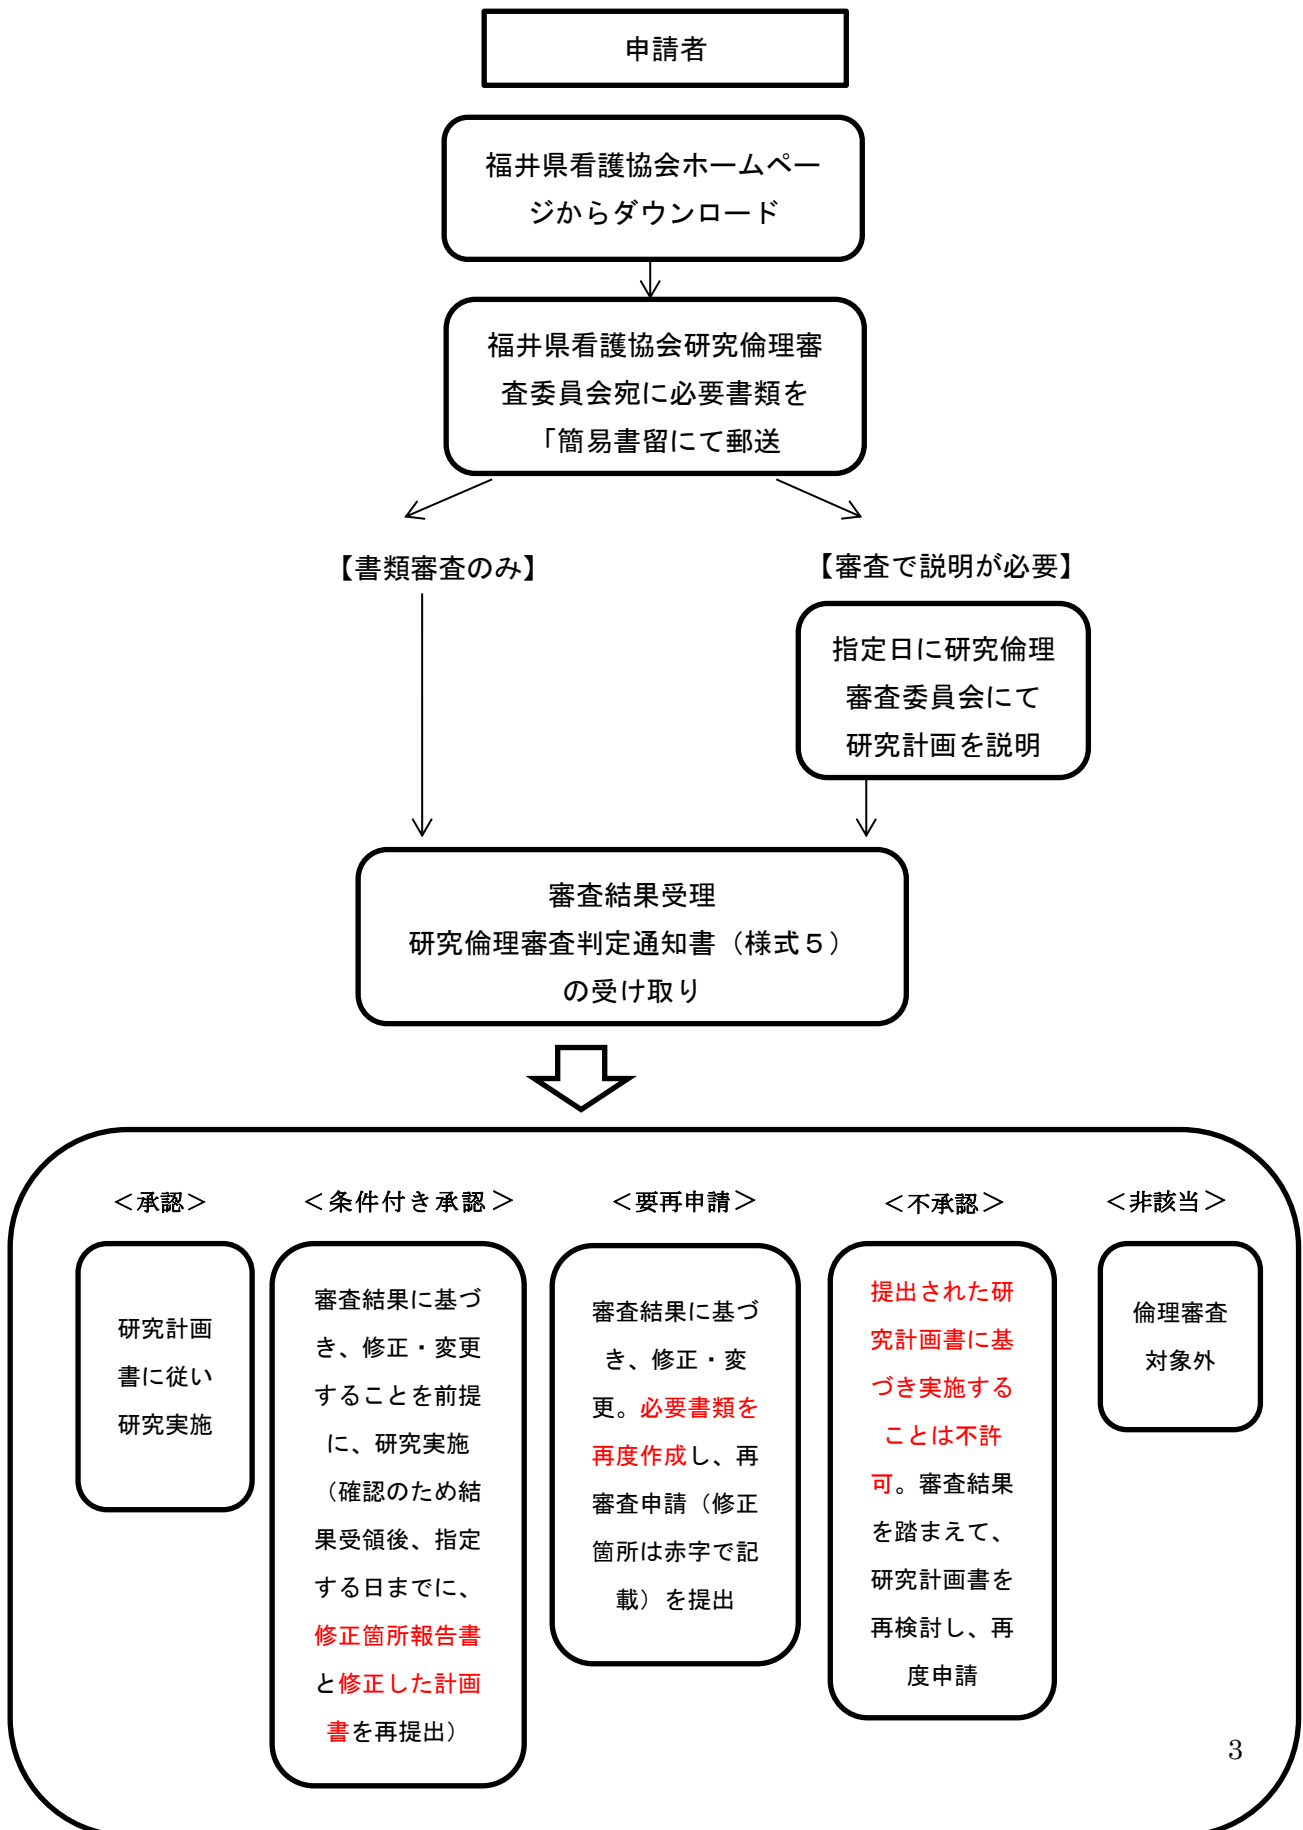 申請者
福井県看護協会ホームペー
ジからダウンロード
福井県看護協会研究倫理審
査委員会宛に必要書類を
「簡易書留にて郵送
【書類審査のみ】
【審査で説明が必要】
指定日に研究倫理
審査委員会にて
研究計画を説明
審査結果受理
研究倫理審査判定通知書（様式５）
の受け取り
＜承認＞
研究計画
書に従い
研究実施
＜条件付き承認＞
審査結果に基づ
き、修正・変更
することを前提
に、研究実施
（確認のため結
果受領後、指定
する日までに、
修正箇所報告書
と修正した計画
書を再提出）
＜要再申請＞
審査結果に基づ
き、修正・変
更。必要書類を
再度作成し、再
審査申請（修正
箇所は赤字で記
載）を提出
＜不承認＞
提出された研
究計画書に基
づき実施する
ことは不許
可。審査結果
を踏まえて、
研究計画書を
再検討し、再
度申請
＜非該当＞
倫理審査
対象外
3